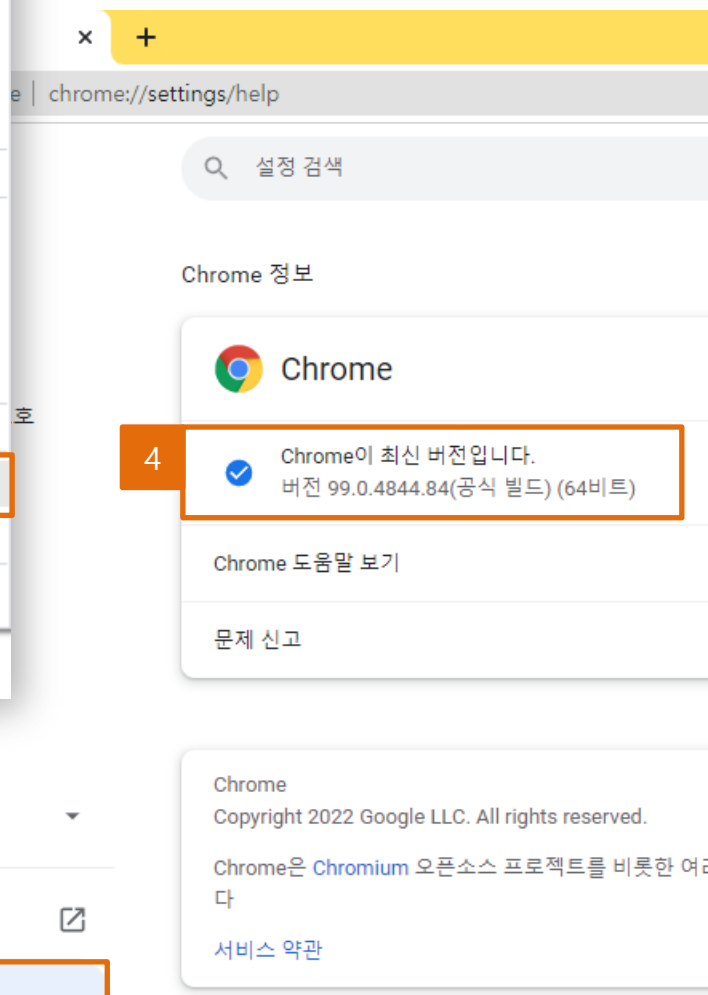 × +
e | chrome://settings/help
설정 검색
Chrome 정보
Chrome
호
4
Chrome이 최신 버전입니다.
버전 99.0.4844.84(공식 빌드) (64비트)
Chrome 도움말 보기
문제 신고
Chrome
Copyright 2022 Google LLC. All rights reserved.
Chrome은 Chromium 오픈소스 프로젝트를 비롯한 여
다
서비스 약관